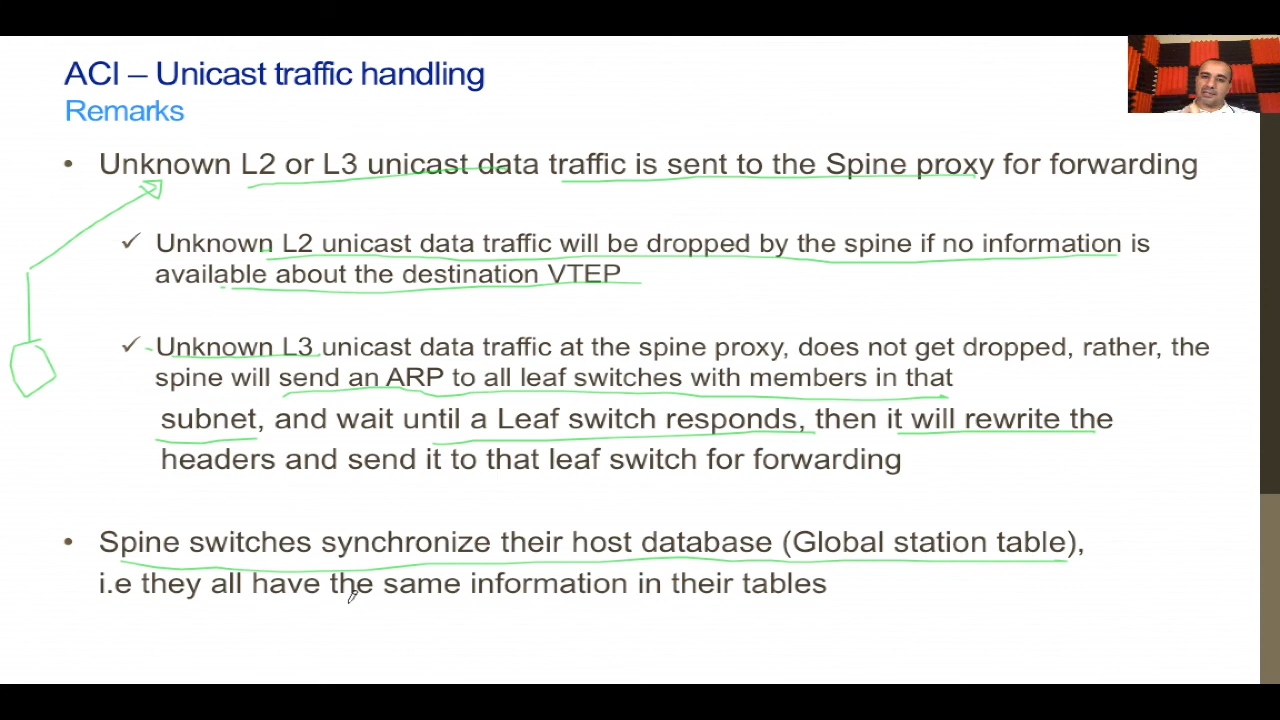 ACI – Unicast traffic handling
Remarks
• Unknown L2 or L3 unicast data traffic is sent to the Spine proxy for forwarding
✓ Unknown L2 unicast data traffic will be dropped by the spine if no information is
available about the destination VTEP
✓ Unknown L3 unicast data traffic at the spine proxy, does not get dropped, rather, the
spine will send an ARP to all leaf switches with members in that
subnet, and wait until a Leaf switch responds, then it will rewrite the
headers and send it to that leaf switch for forwarding
• Spine switches synchronize their host database (Global station table),
i.e they all have the same information in their tables